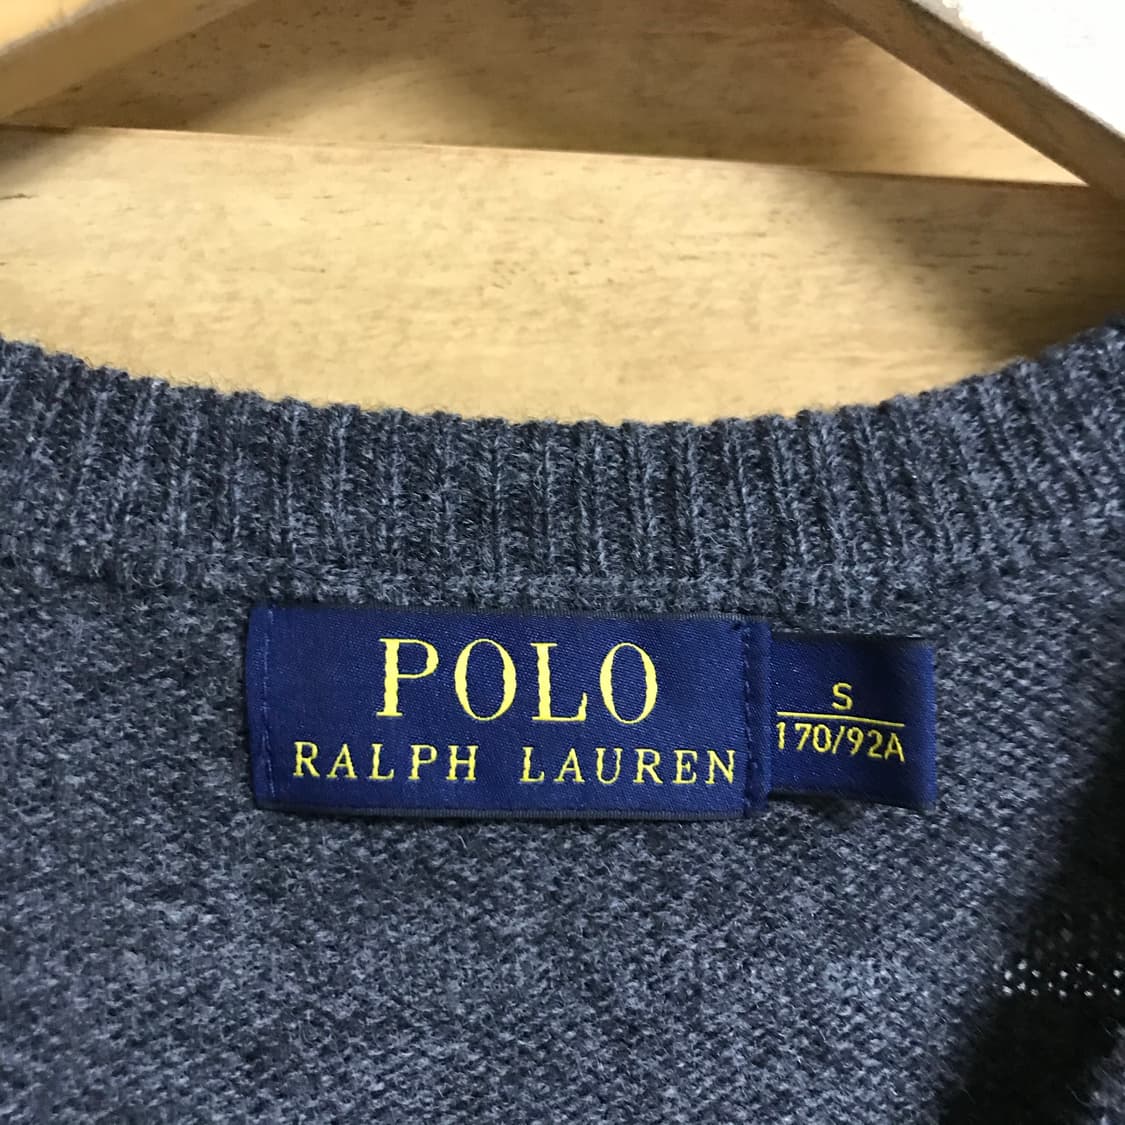 POLO
RALPH LAUREN
S
170/92A